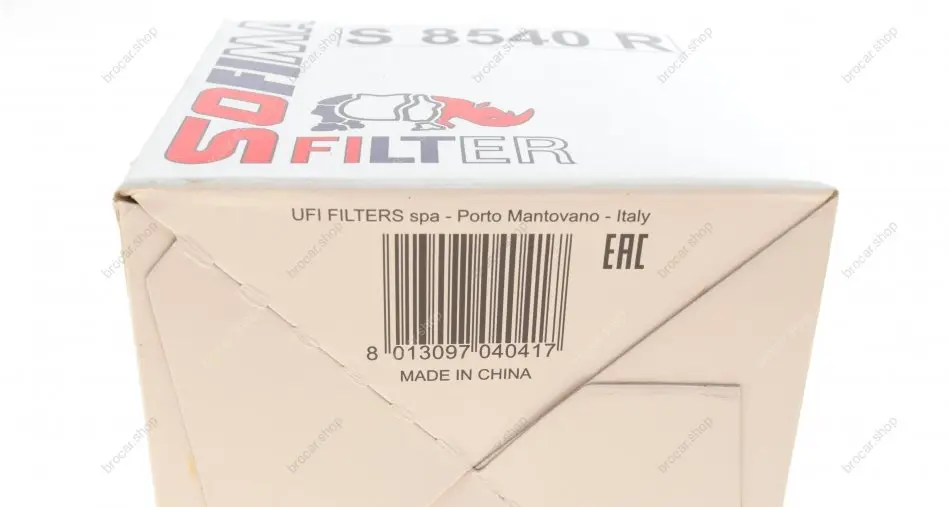 S 8540 R
SOFIMA
FILTER
UFI FILTERS spa - Porto Mantovano - Italy
EAC
8 013097 040417
MADE IN CHINA
brocar.shop